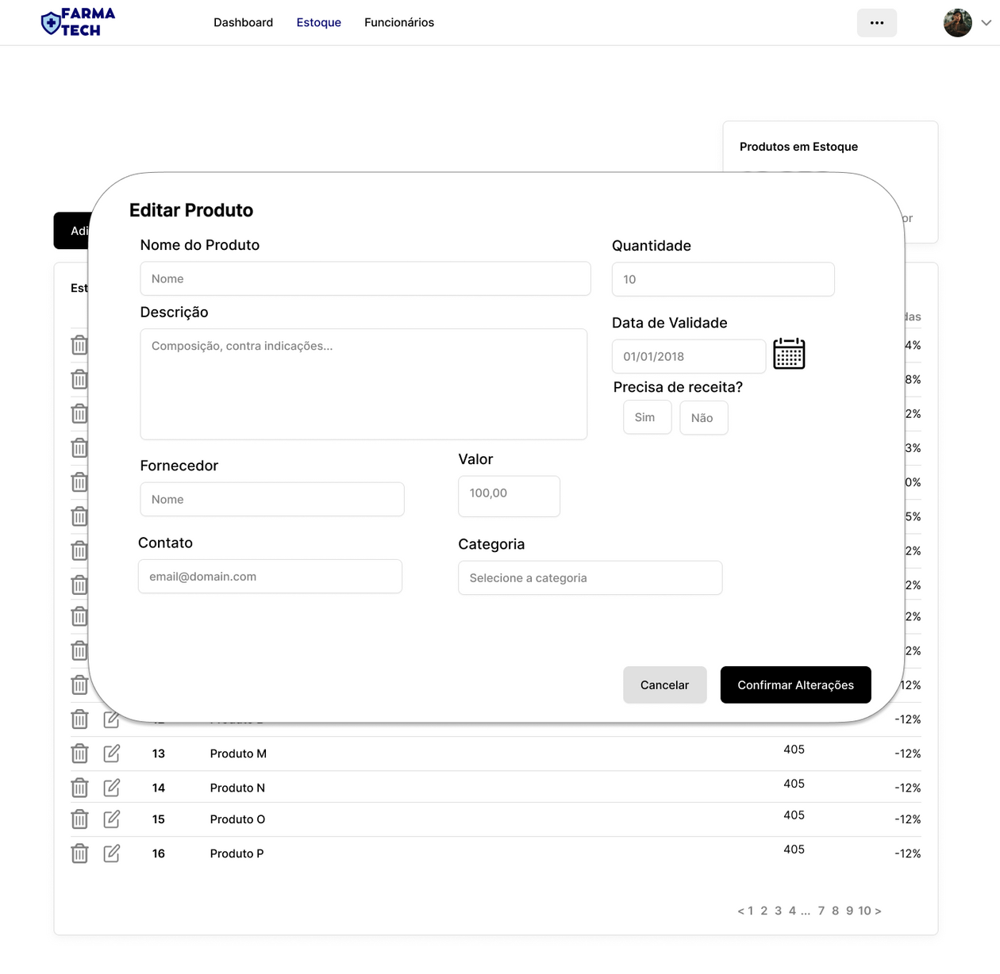 FARMA
TECH
Dashboard Estoque Funcionários
Produtos em Estoque
or
Adi
Est
das
Editar Produto
Nome do Produto
Nome
Quantidade
10
Descrição
Composição, contra indicações...
Data de Validade
01/01/2018
Precisa de receita?
Sim Não
Fornecedor
Nome
Valor
100,00
Contato
email@domain.com
Categoria
Selecione a categoria
Cancelar Confirmar Alterações
4%
8%
2%
3%
0%
5%
2%
2%
2%
2%
12%
-12%
13 Produto M 405 -12%
14 Produto N 405 -12%
15 Produto O 405 -12%
16 Produto P 405 -12%
< 1 2 3 4 ... 7 8 9 10 >